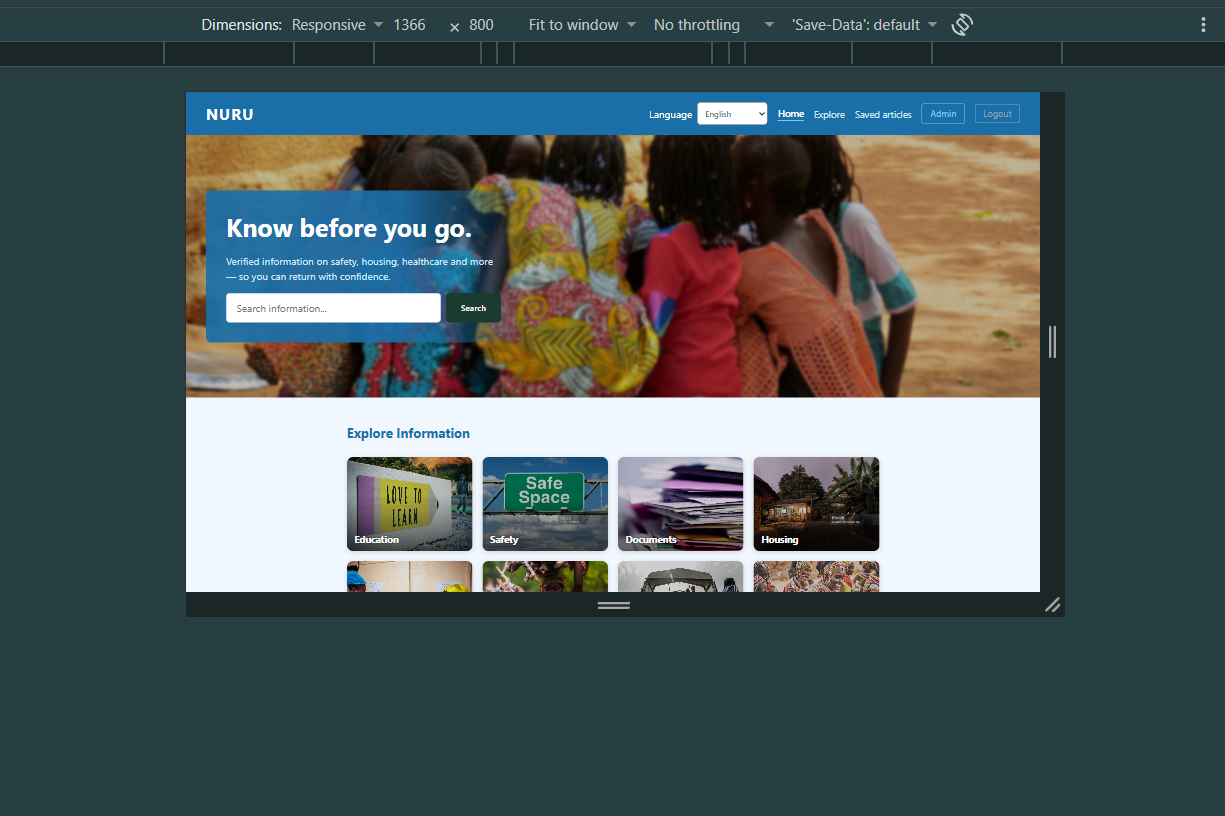 Dimensions: Responsive 1366 × 800 Fit to window No throttling 'Save-Data': default
NURU
Language English Home Explore Saved articles Admin Logout
Know before you go.
Verified information on safety, housing, healthcare and more
— so you can return with confidence.
Search information... Search
Explore Information
LOVE TO
LEARN
Education
Safe
Space
Safety
Documents
Housing